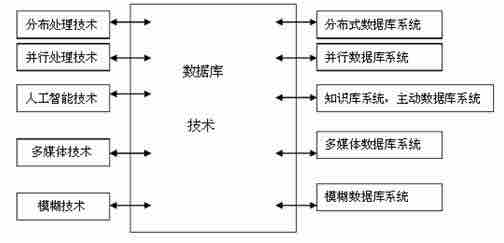 分布处理技术
并行处理技术
人工智能技术
多媒体技术
模糊技术
数据库
技术
分布式数据库系统
并行数据库系统
知识库系统，主动数据库系统
多媒体数据库系统
模糊数据库系统